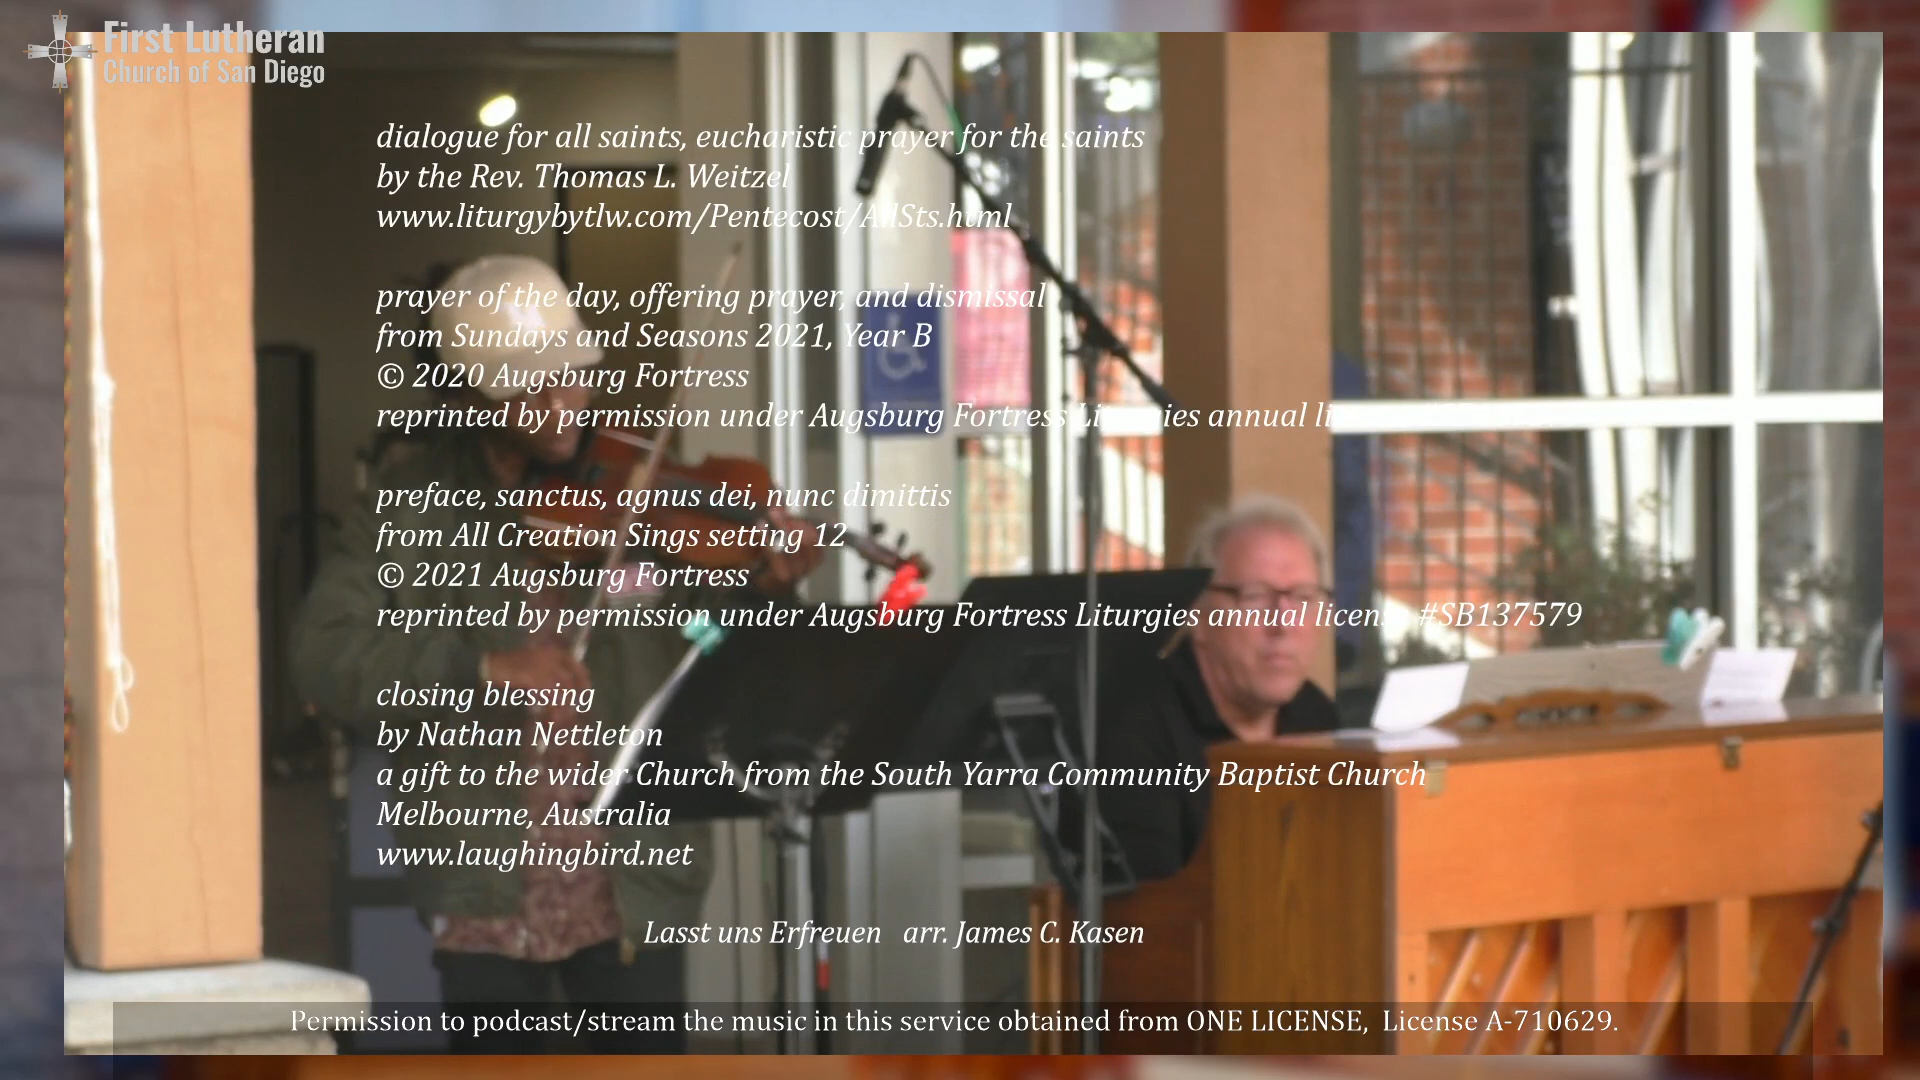 First Lutheran
Church of San Diego
dialogue for all saints, eucharistic prayer for the saints
by the Rev. Thomas L. Weitzel
www.liturgybytlw.com/Pentecost/AllSts.html
prayer of the day, offering prayer, and dismissal
from Sundays and Seasons 2021, Year B
© 2020 Augsburg Fortress
reprinted by permission under Augsburg Fortress Liturgies annual
preface, sanctus, agnus dei, nunc dimittis
from All Creation Sings setting 12
© 2021 Augsburg Fortress
reprinted by permission under Augsburg Fortress Liturgies annual license #SB137579
closing blessing
by Nathan Nettleton
a gift to the wider Church from the South Yarra Community Baptist Church
Melbourne, Australia
www.laughingbird.net
Lasst uns Erfreuen arr. James C. Kasen
Permission to podcast/stream the music in this service obtained from ONE LICENSE, License A-710629.